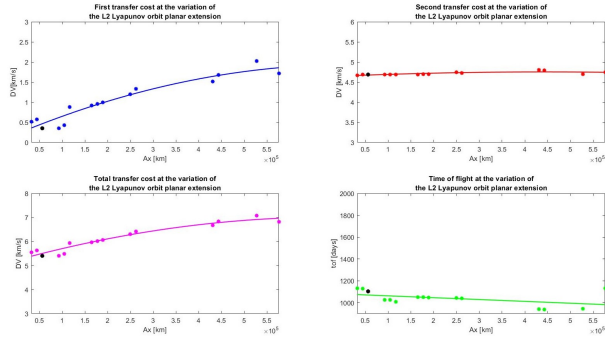 First transfer cost at the variation of
the L2 Lyapunov orbit planar extension
3
2.5
2
1.5
1
0.5
0
DV[km/s]
0.5 1 1.5 2 2.5 3 3.5 4 4.5 5 5.5
Ax [km]
×10^5
Second transfer cost at the variation of
the L2 Lyapunov orbit planar extension
6
5.5
5
4.5
4
3.5
3
DV [km/s]
0.5 1 1.5 2 2.5 3 3.5 4 4.5 5 5.5
Ax [km]
×10^5
Total transfer cost at the variation of
the L2 Lyapunov orbit planar extension
8
7
6
5
4
3
DV [km/s]
0.5 1 1.5 2 2.5 3 3.5 4 4.5 5 5.5
Ax [km]
×10^5
Time of flight at the variation of
the L2 Lyapunov orbit planar extension
2000
1800
1600
1400
1200
1000
tof [days]
0.5 1 1.5 2 2.5 3 3.5 4 4.5 5 5.5
Ax [km]
×10^5